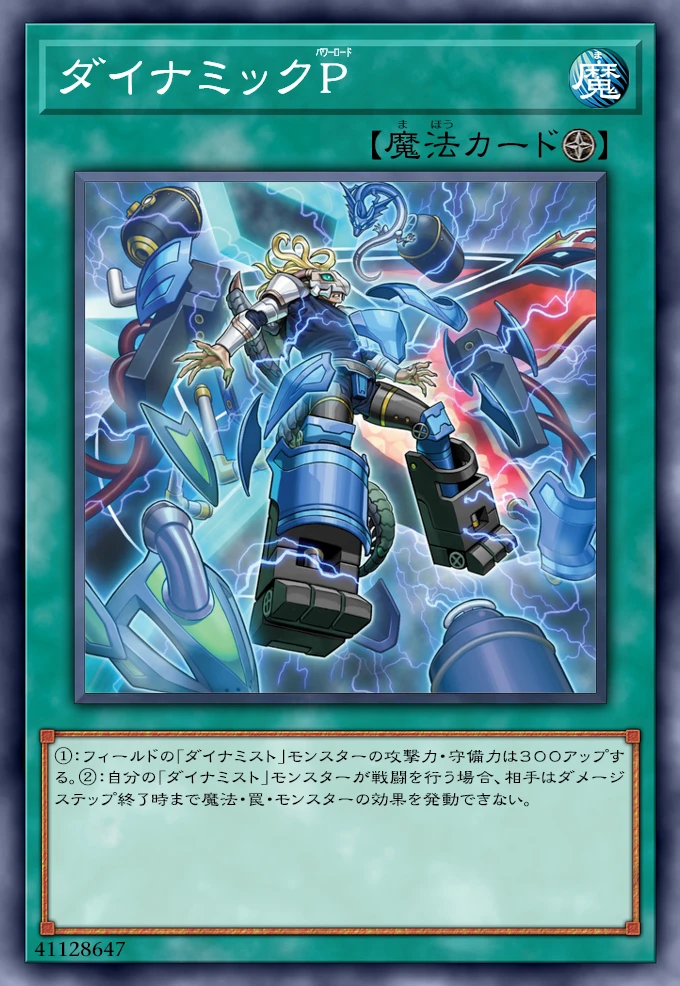 パワーロード
ダイナミックP
ま
魔
ま ほう
【魔法カード】
①:フィールドの「ダイナミスト」モンスターの攻撃力・守備力は300アップす
る。②:自分の「ダイナミスト」モンスターが戦闘を行う場合、相手はダメージ
ステップ終了時まで魔法・罠・モンスターの効果を発動できない。
41128647